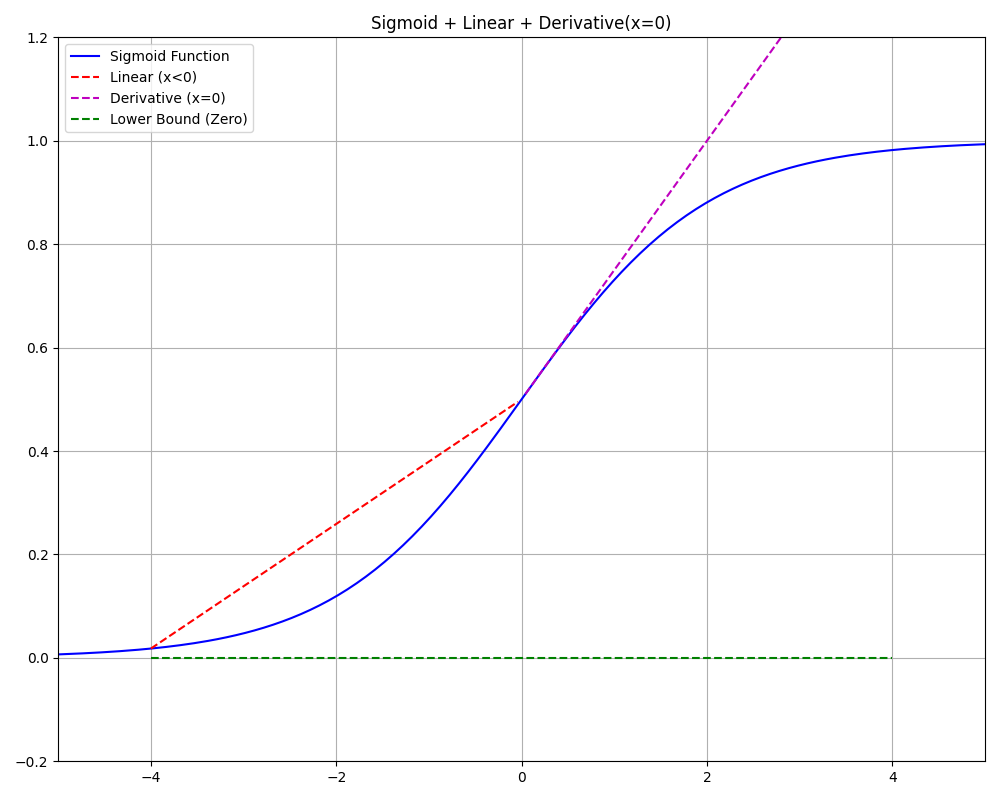 Sigmoid + Linear + Derivative(x=0)
1.2
1.0
0.8
0.6
0.4
0.2
0.0
−0.2
Sigmoid Function
Linear (x<0)
Derivative (x=0)
Lower Bound (Zero)
−4
−2
0
2
4